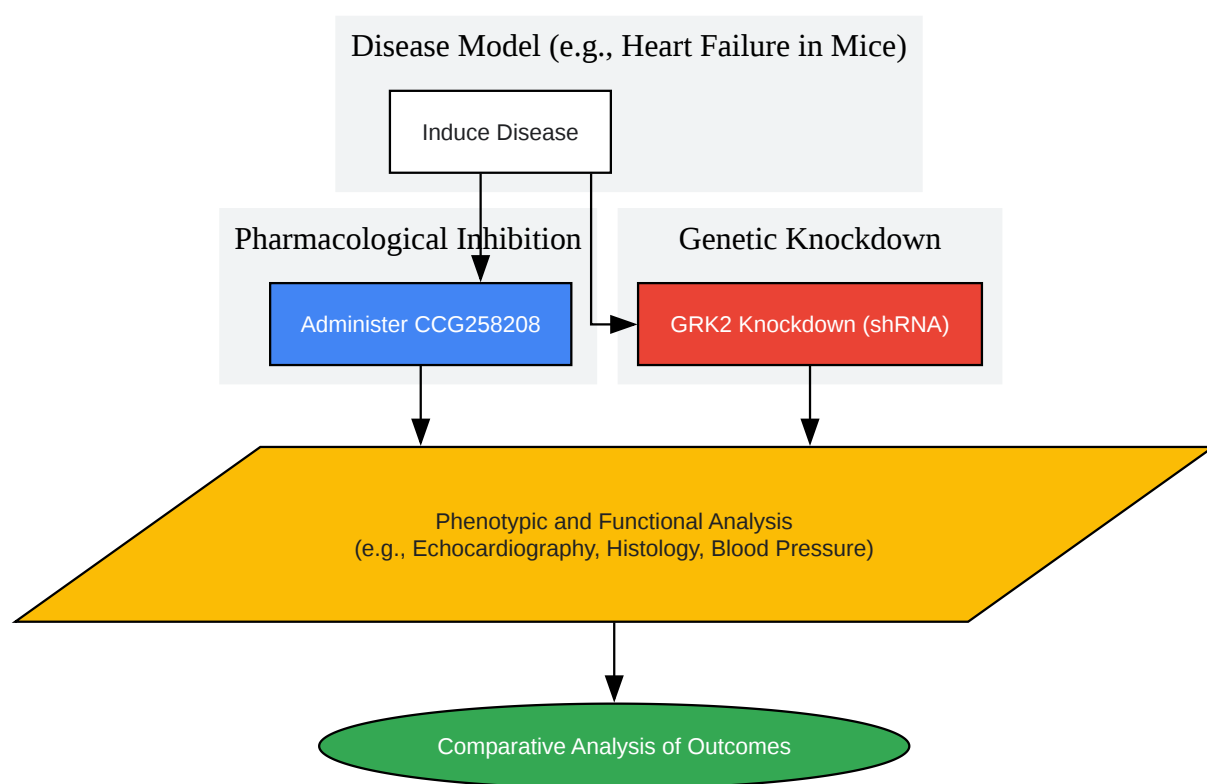 Disease Model (e.g., Heart Failure in Mice)
Induce Disease
Pharmacological Inhibition
Genetic Knockdown
Administer CCG258208
GRK2 Knockdown (shRNA)
Phenotypic and Functional Analysis
(e.g., Echocardiography, Histology, Blood Pressure)
Comparative Analysis of Outcomes